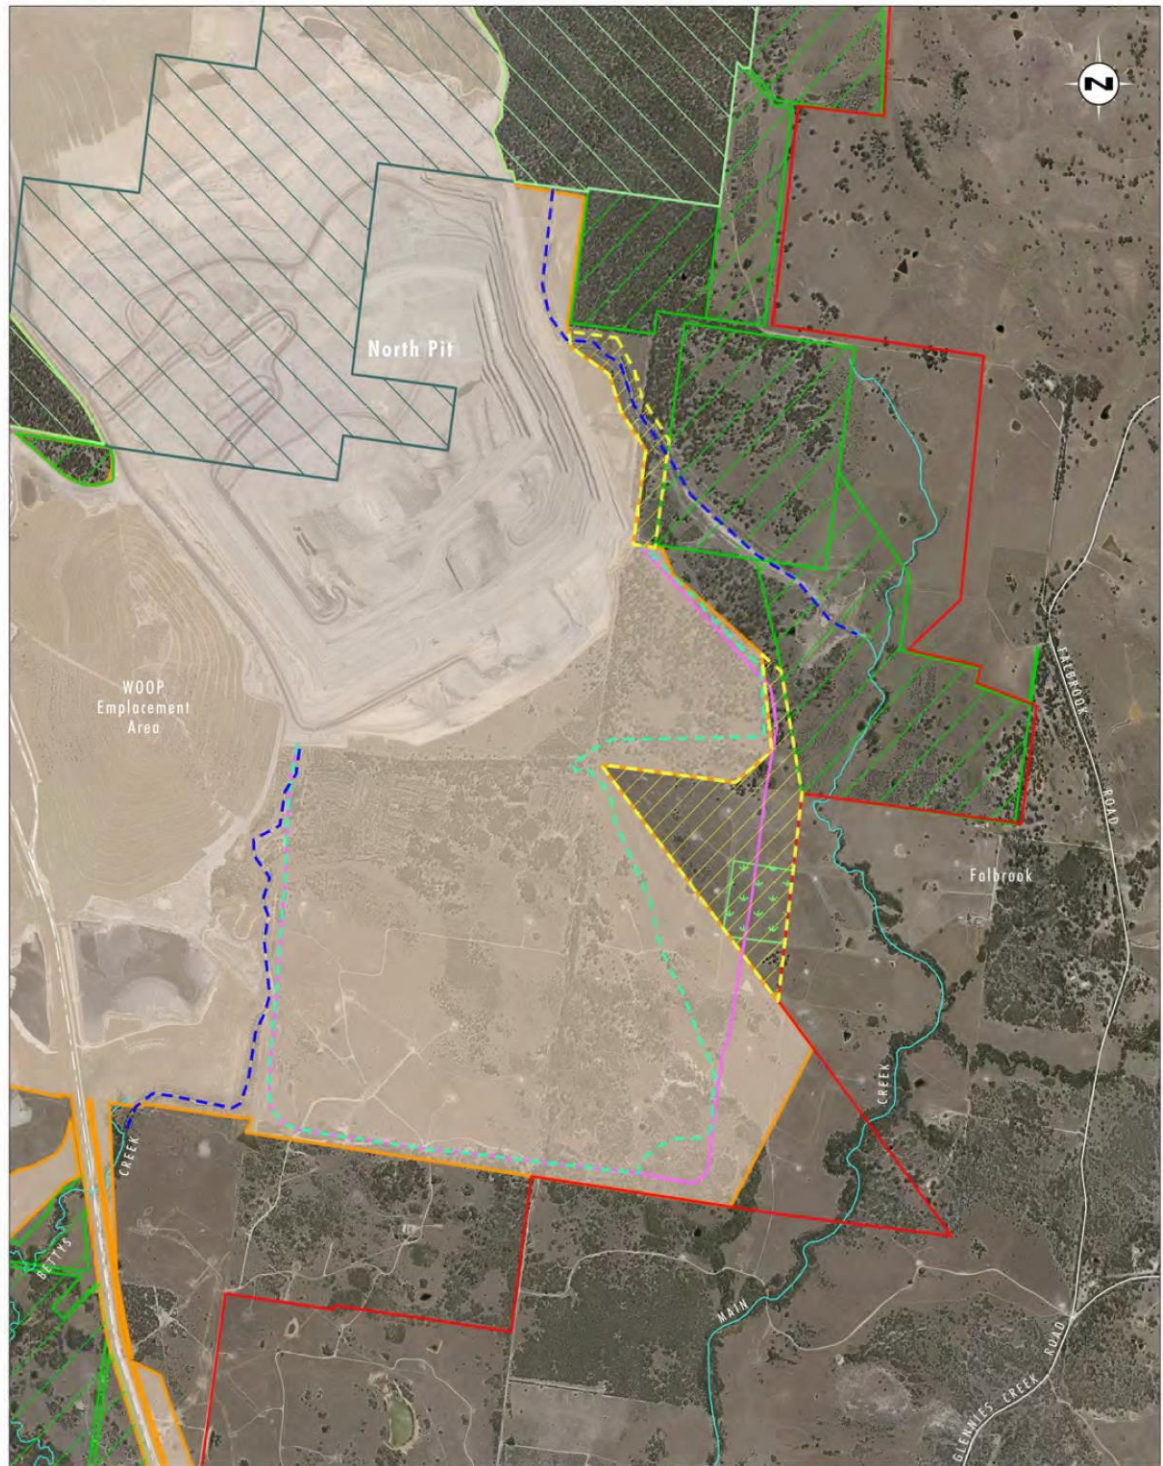 N
North Pit
WOOP
Emplacement
Area
FALBROOK
ROAD
Falbrook
CREEK
CREEK
BETTYS
MAIN
ROAD
GLENNIES CREEK